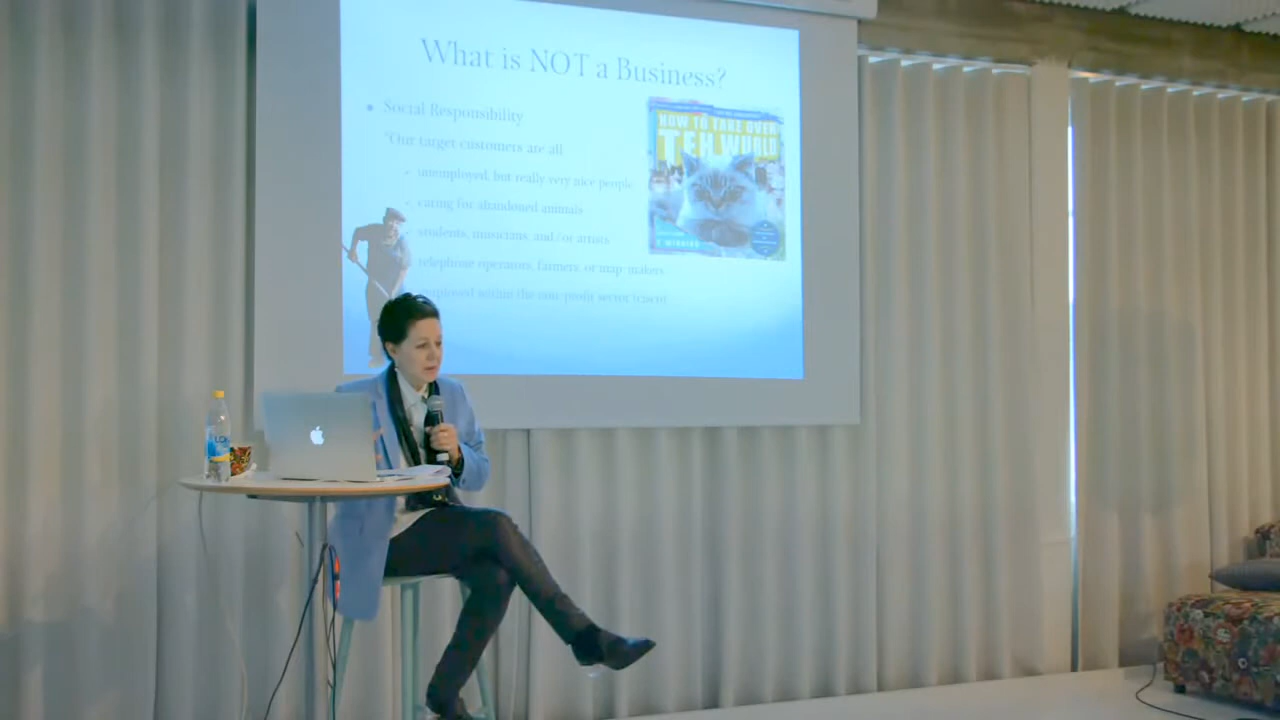 What is NOT a Business?
• Social Responsibility
"Our target customers are all
unemployed, but really very nice people
caring for abandoned animals
students, musicians, and/or artists
telephone operators, farmers, or map-makers
employed within the non-profit sector
HOW TO TAKE OVER
TEH WURLD